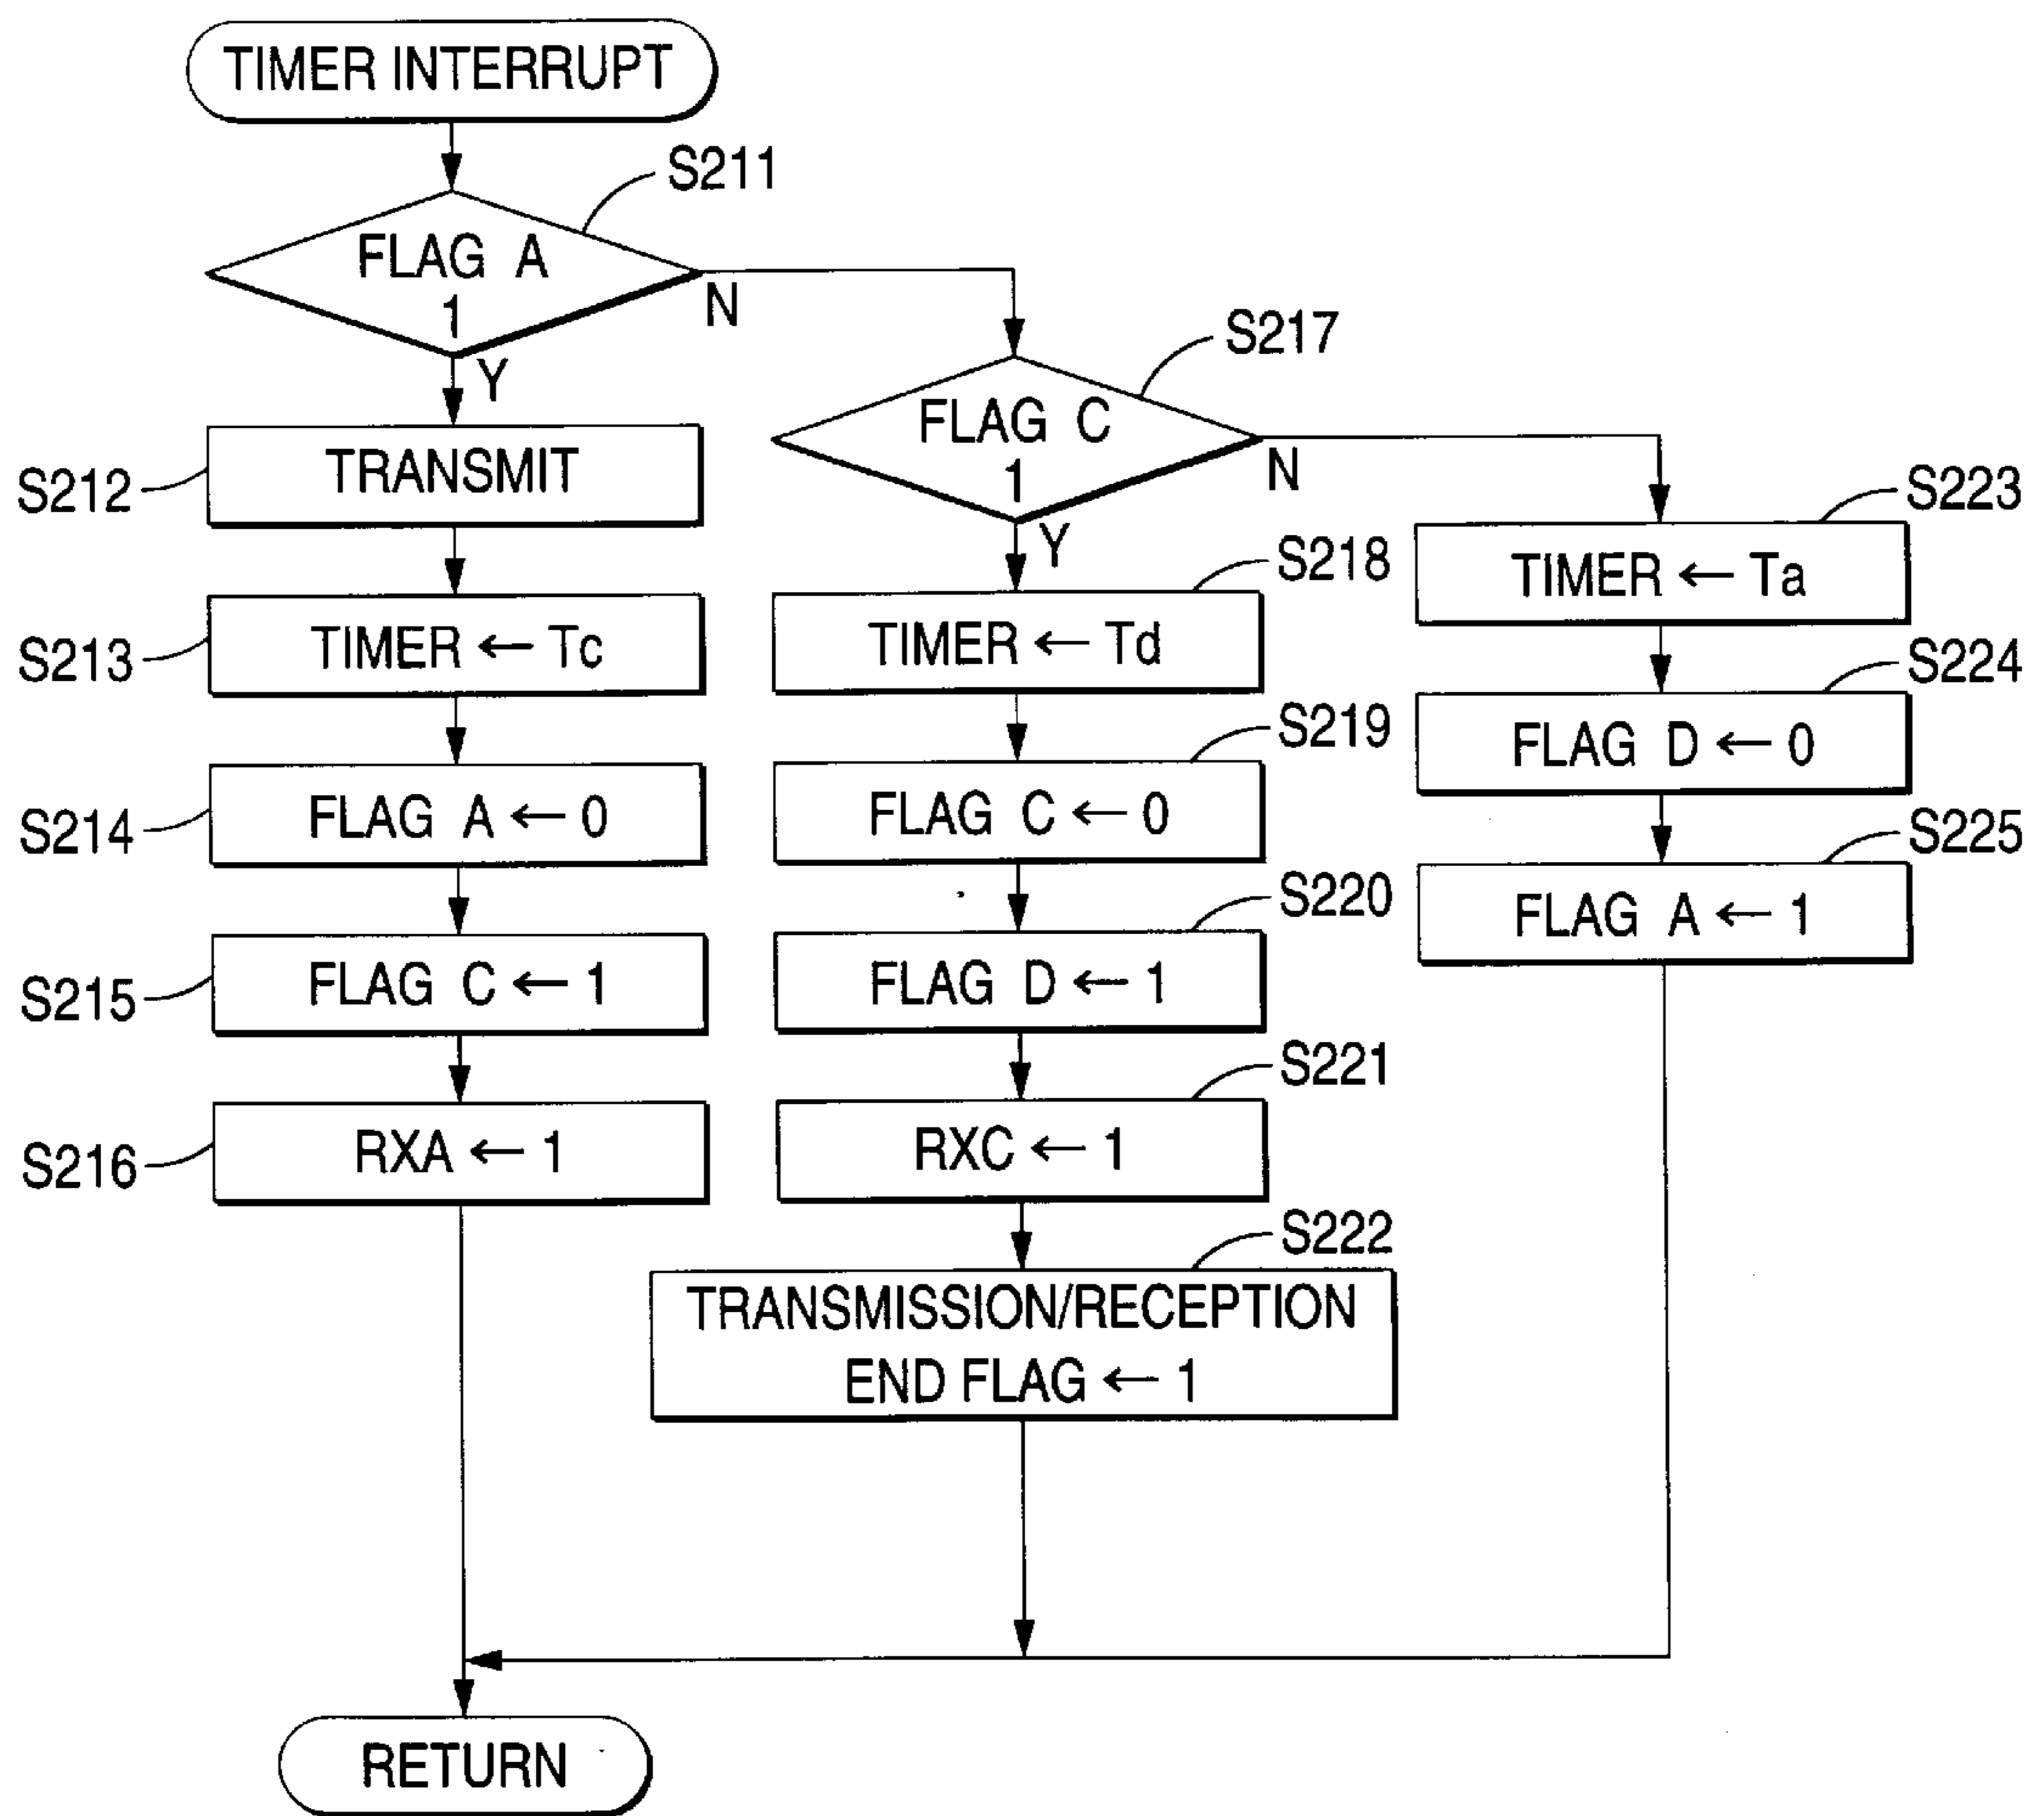 TIMER INTERRUPT
S211
FLAG A
1
N
Y
S212
TRANSMIT
S213
TIMER ← Tc
S214
FLAG A ← 0
S215
FLAG C ← 1
S216
RXA ← 1
S217
FLAG C
1
N
Y
S218
TIMER ← Td
S219
FLAG C ← 0
S220
FLAG D ← 1
S221
RXC ← 1
S222
TRANSMISSION/RECEPTION
END FLAG ← 1
S223
TIMER ← Ta
S224
FLAG D ← 0
S225
FLAG A ← 1
RETURN